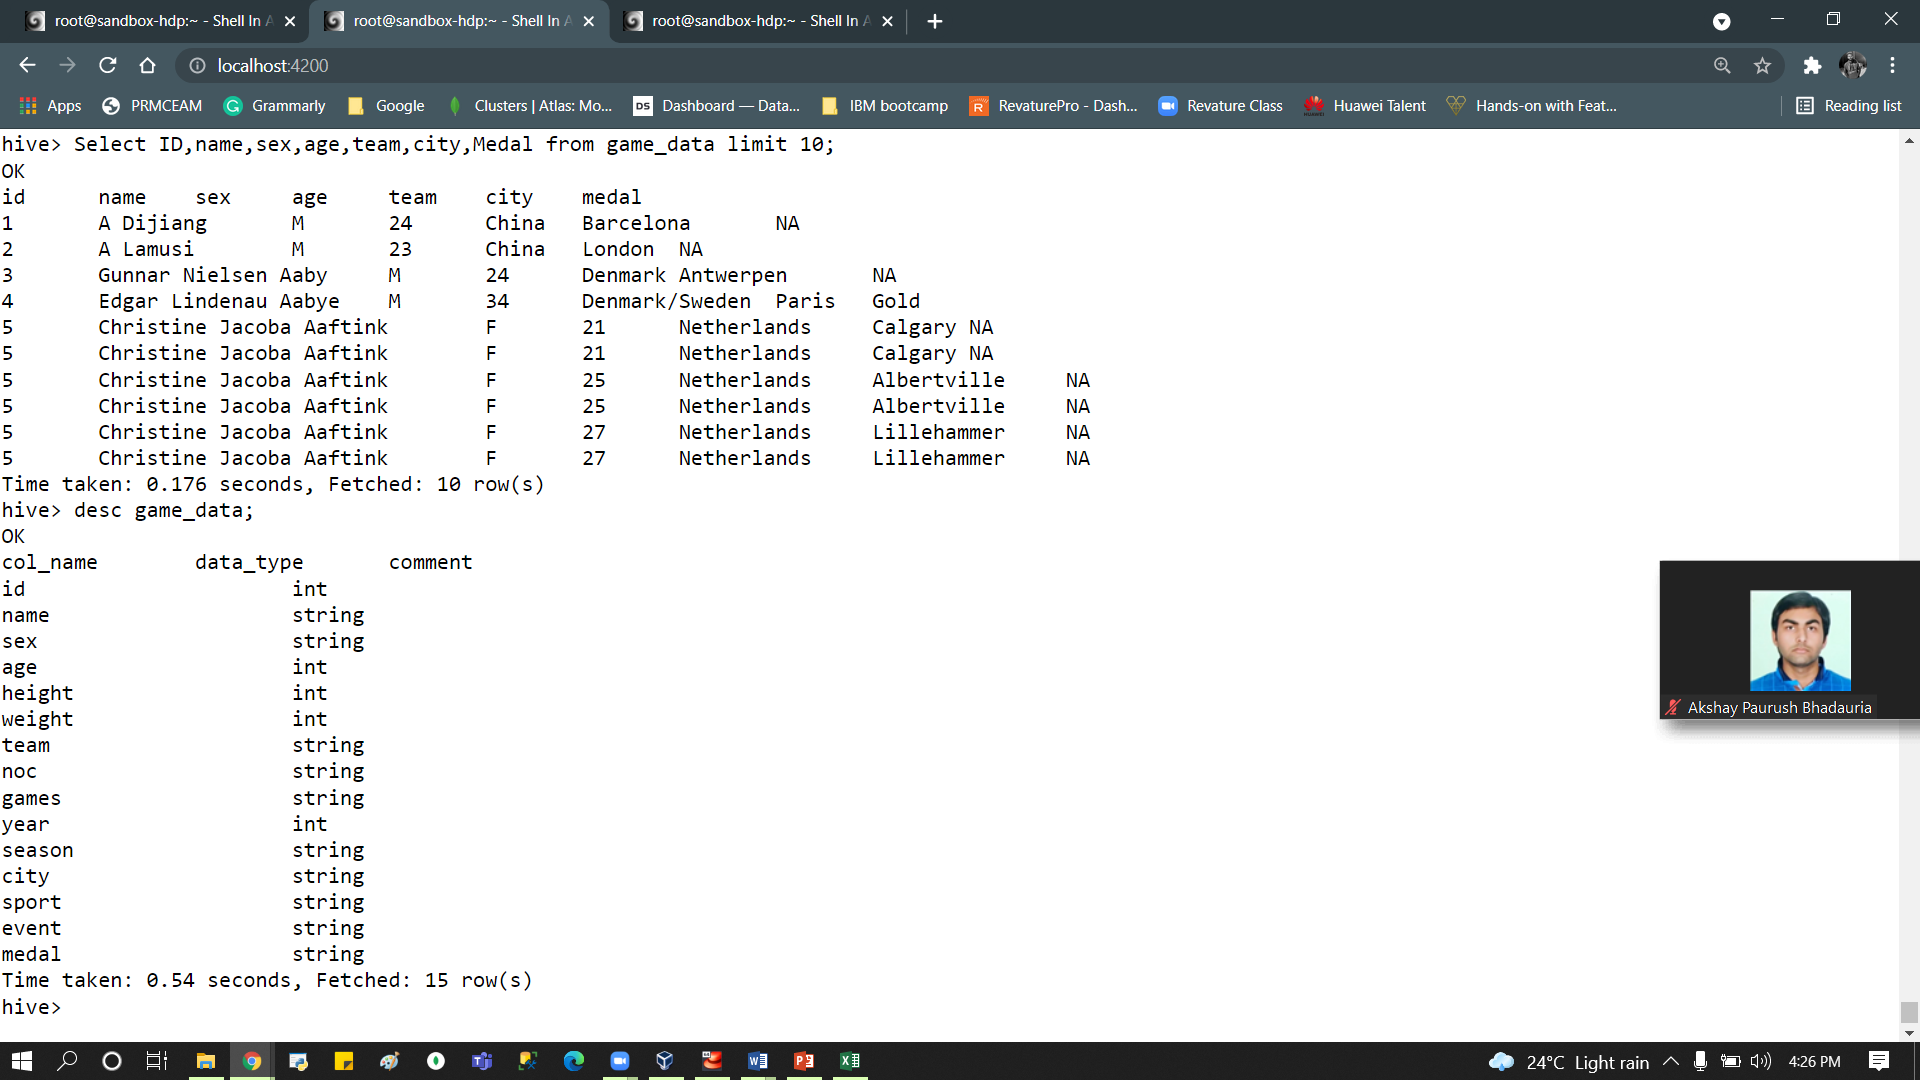 root@sandbox-hdp:~ - Shell In A root@sandbox-hdp:~ - Shell In A root@sandbox-hdp:~ - Shell In A
localhost:4200
Apps PRMCEAM Grammarly Google Clusters | Atlas: Mo... DS Dashboard — Data... IBM bootcamp RevaturePro - Dash... Revature Class Huawei Talent Hands-on with Feat... Reading list
hive> Select ID,name,sex,age,team,city,Medal from game_data limit 10;
OK
id name sex age team city medal
1 A Dijiang M 24 China Barcelona NA
2 A Lamusi M 23 China London NA
3 Gunnar Nielsen Aaby M 24 Denmark Antwerpen NA
4 Edgar Lindenau Aabye M 34 Denmark/Sweden Paris Gold
5 Christine Jacoba Aaftink F 21 Netherlands Calgary NA
5 Christine Jacoba Aaftink F 21 Netherlands Calgary NA
5 Christine Jacoba Aaftink F 25 Netherlands Albertville NA
5 Christine Jacoba Aaftink F 25 Netherlands Albertville NA
5 Christine Jacoba Aaftink F 27 Netherlands Lillehammer NA
5 Christine Jacoba Aaftink F 27 Netherlands Lillehammer NA
Time taken: 0.176 seconds, Fetched: 10 row(s)
hive> desc game_data;
OK
col_name data_type comment
id int
name string
sex string
age int
height int
weight int
team string
noc string
games string
year int
season string
city string
sport string
event string
medal string
Time taken: 0.54 seconds, Fetched: 15 row(s)
hive>
Akshay Paurush Bhadauria
24°C Light rain 4:26 PM